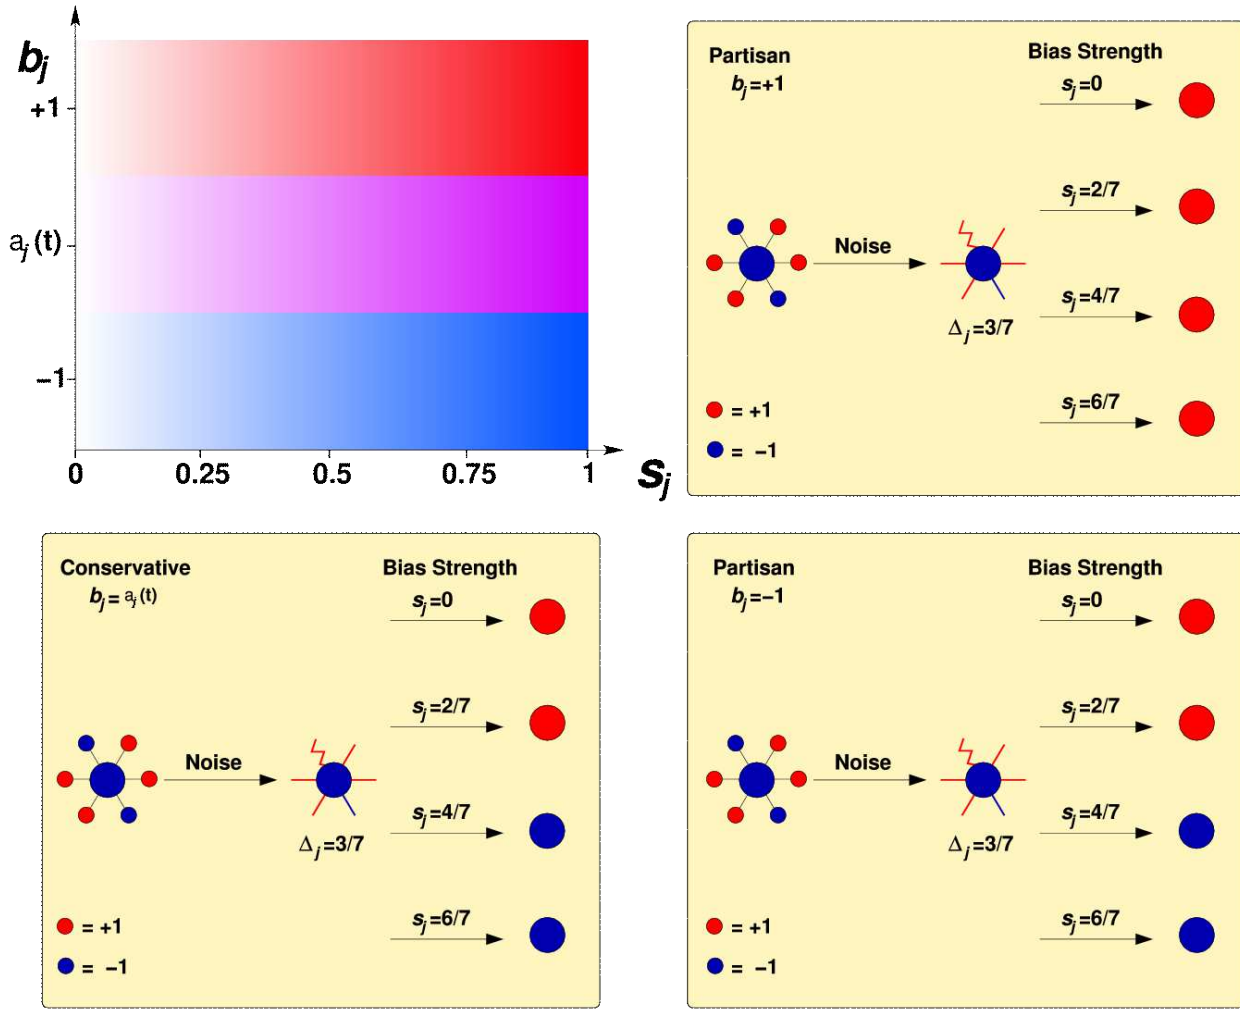 b_j
+1
a_j (t)
−1
0
0.25
0.5
0.75
1
s_j
Partisan
b_j=+1
Bias Strength
s_j=0
s_j=2/7
Noise
s_j=4/7
Δ_j=3/7
s_j=6/7
= +1
= −1
Conservative
b_j= a_j(t)
Bias Strength
s_j=0
s_j=2/7
Noise
s_j=4/7
Δ_j=3/7
s_j=6/7
= +1
= −1
Partisan
b_j=−1
Bias Strength
s_j=0
s_j=2/7
Noise
s_j=4/7
Δ_j=3/7
s_j=6/7
= +1
= −1